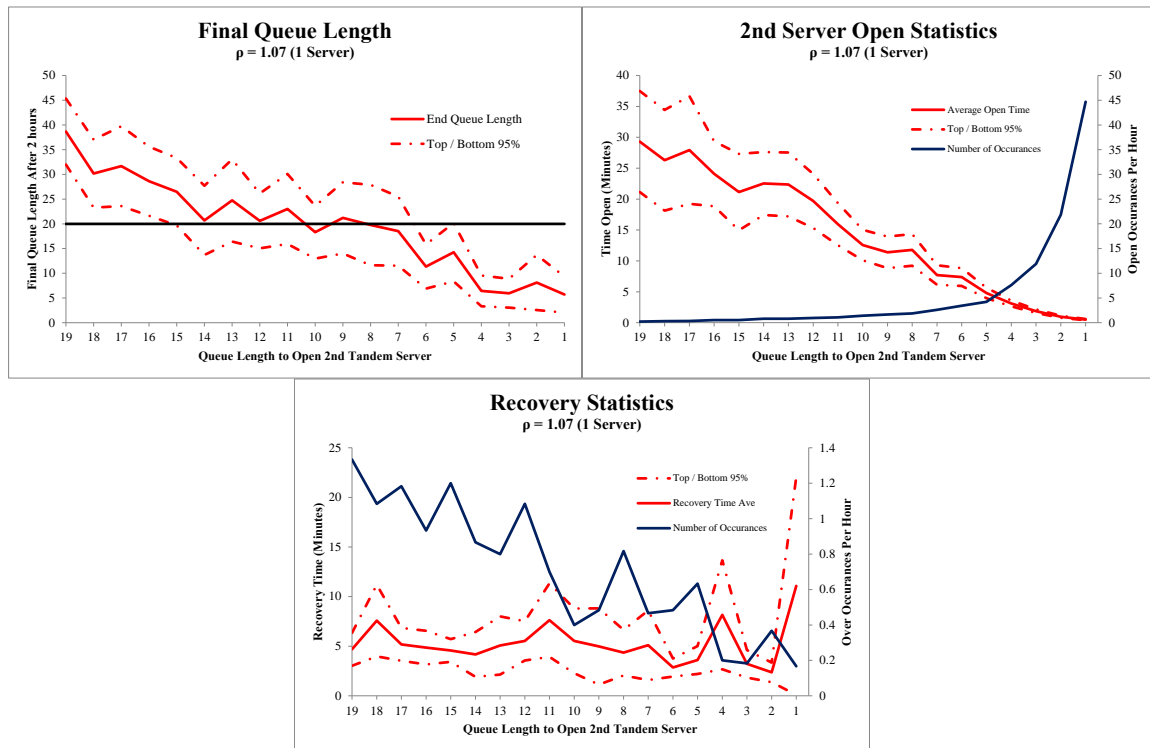 Final Queue Length
ρ = 1.07 (1 Server)
50
45
40
35
30
25
20
15
10
5
0
Final Queue Length After 2 hours
End Queue Length
Top / Bottom 95%
19 18 17 16 15 14 13 12 11 10 9 8 7 6 5 4 3 2 1
Queue Length to Open 2nd Tandem Server
2nd Server Open Statistics
ρ = 1.07 (1 Server)
40
35
30
25
20
15
10
5
0
Time Open (Minutes)
Average Open Time
Top / Bottom 95%
Number of Occurances
50
45
40
35
30
25
20
15
10
5
0
Open Occurances Per Hour
19 18 17 16 15 14 13 12 11 10 9 8 7 6 5 4 3 2 1
Queue Length to Open 2nd Tandem Server
Recovery Statistics
ρ = 1.07 (1 Server)
25
20
15
10
5
0
Recovery Time (Minutes)
Top / Bottom 95%
Recovery Time Ave
Number of Occurances
1.4
1.2
1
0.8
0.6
0.4
0.2
0
Over Occurances Per Hour
19 18 17 16 15 14 13 12 11 10 9 8 7 6 5 4 3 2 1
Queue Length to Open 2nd Tandem Server